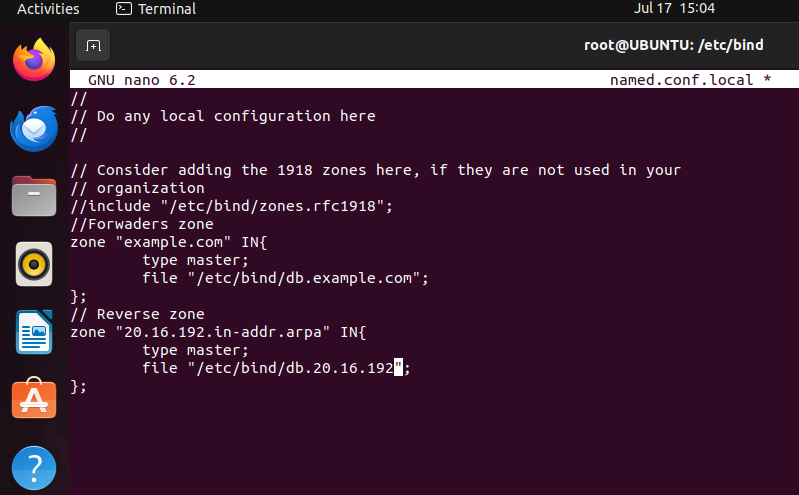 Activities Terminal Jul 17 15:04
root@UBUNTU: /etc/bind
GNU nano 6.2 named.conf.local *
//
// Do any local configuration here
//
// Consider adding the 1918 zones here, if they are not used in your
// organization
//include "/etc/bind/zones.rfc1918";
//Forwaders zone
zone "example.com" IN{
        type master;
        file "/etc/bind/db.example.com";
};
// Reverse zone
zone "20.16.192.in-addr.arpa" IN{
        type master;
        file "/etc/bind/db.20.16.192";
};